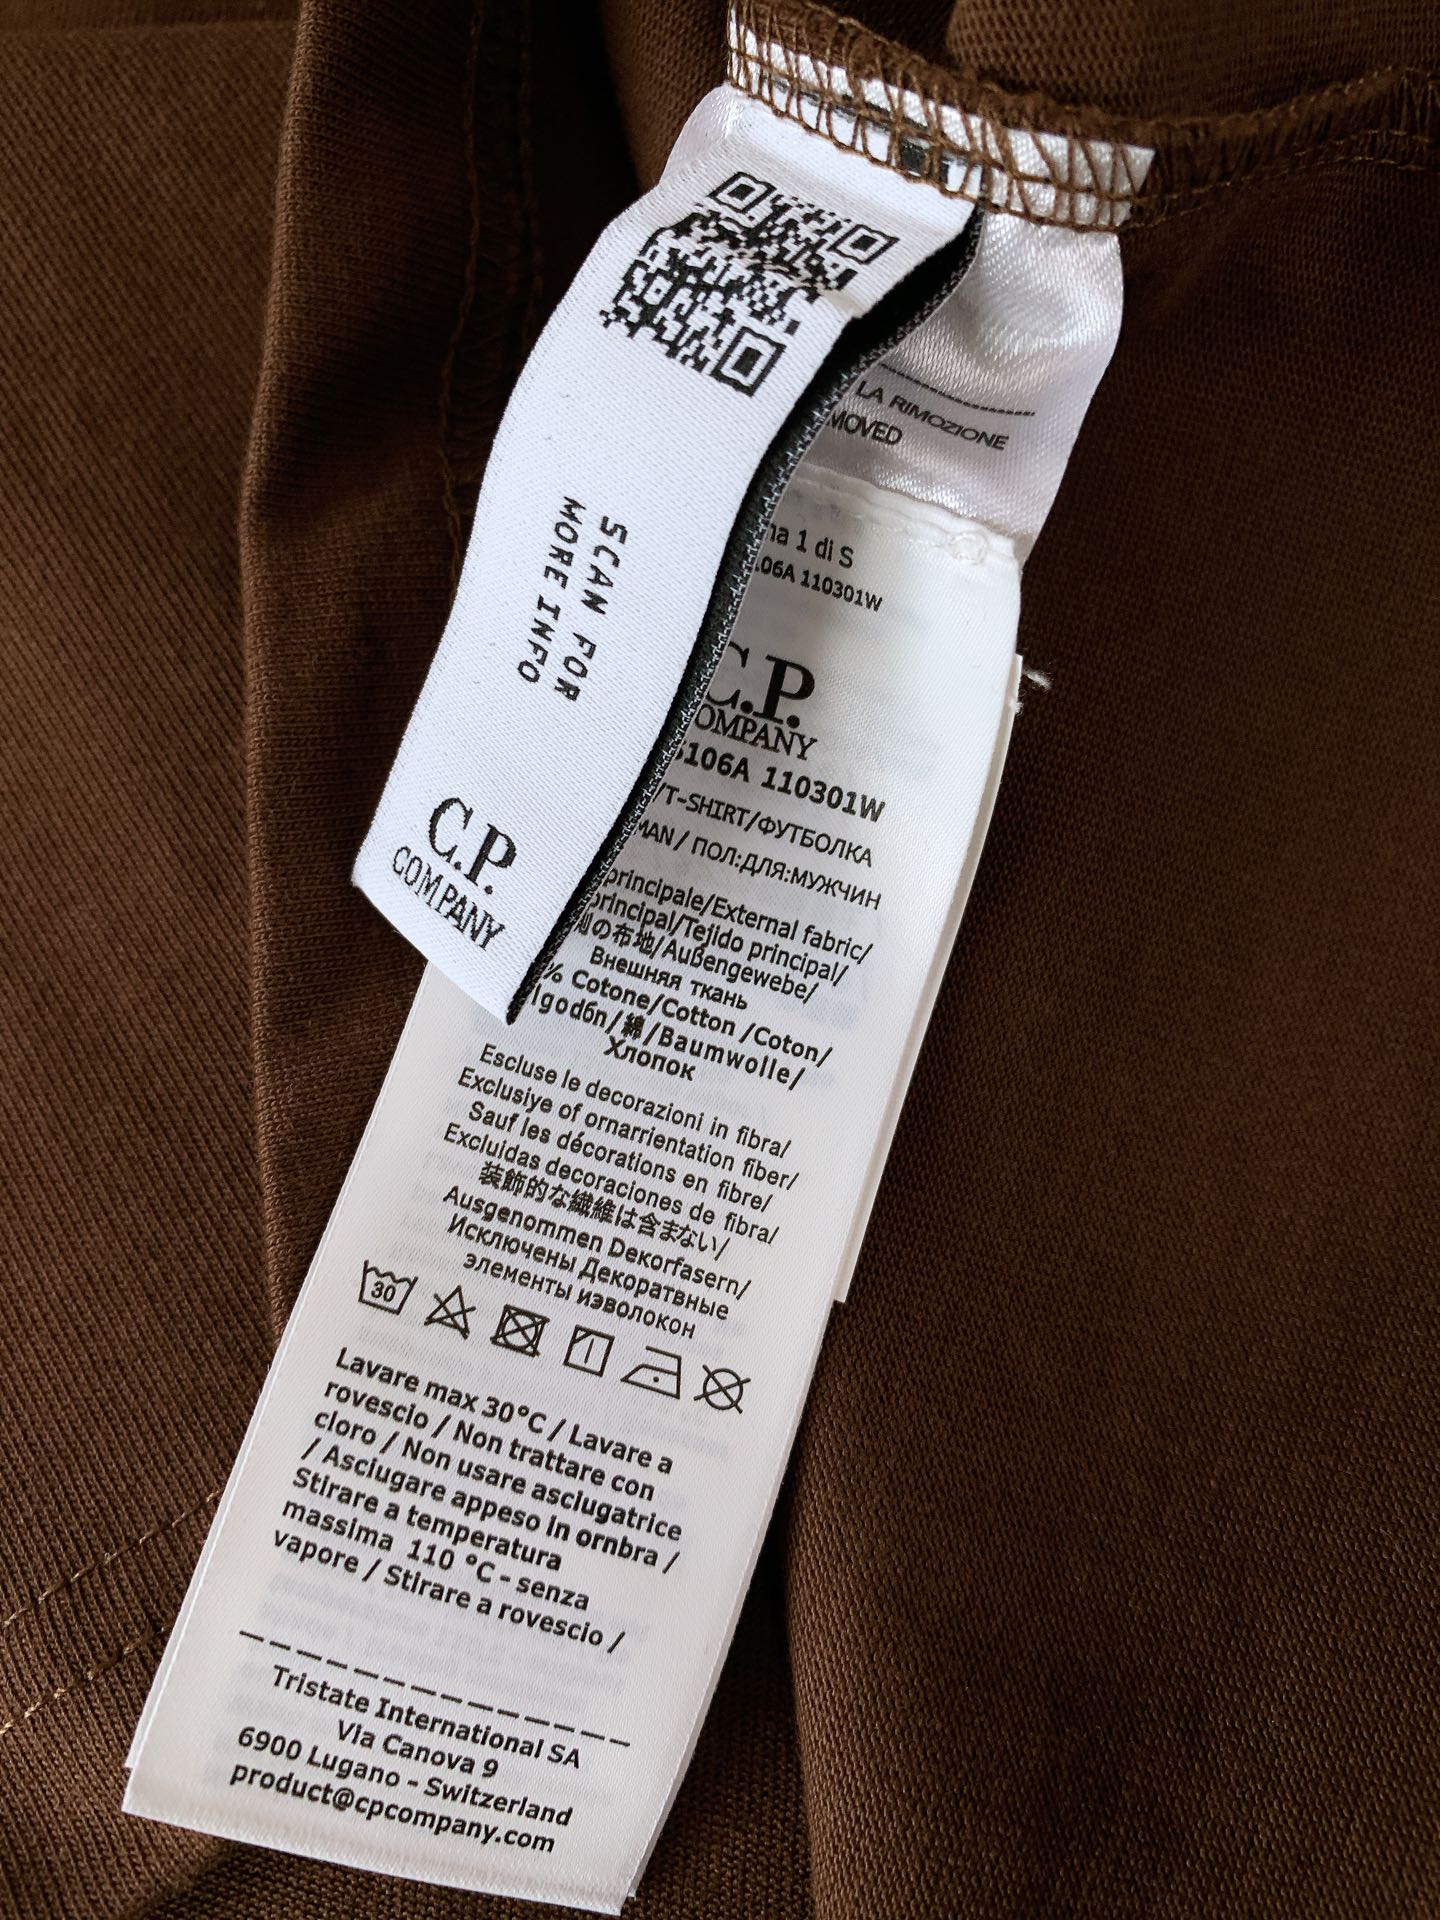 SCAN FOR
MORE INFO
C.P.
COMPANY
LA RIMOZIONE
MOVED
na 1 di S
106A 110301W
C.P.
COMPANY
106A 110301W
/T-SHIRT/ФУТБОЛКА
MAN / ПОЛ:ДЛЯ:МУЖЧИН
principale/External fabric/
principal/Tejido principal/
の布地/Außengewebe/
Внешняя ткань
% Cotone/Cotton /Coton/
lgodбn/綿/Baumwolle/
Хлопок
Escluse le decorazioni in fibra/
Exclusiye of ornarrientation fiber/
Sauf les décorations en fibre/
Excluidas decoraciones de fibra/
装飾的な繊維は含まない/
Ausgenommen Dekorfasern/
Исключены Декоратвные
элементы изволокон
30
Lavare max 30°C / Lavare a
rovescio / Non trattare con
cloro / Non usare asciugatrice
/ Asciugare appeso in ornbra /
Stirare a temperatura
massima 110 °C - senza
vapore / Stirare a rovescio /
Tristate International SA
Via Canova 9
6900 Lugano - Switzerland
product@cpcompany.com